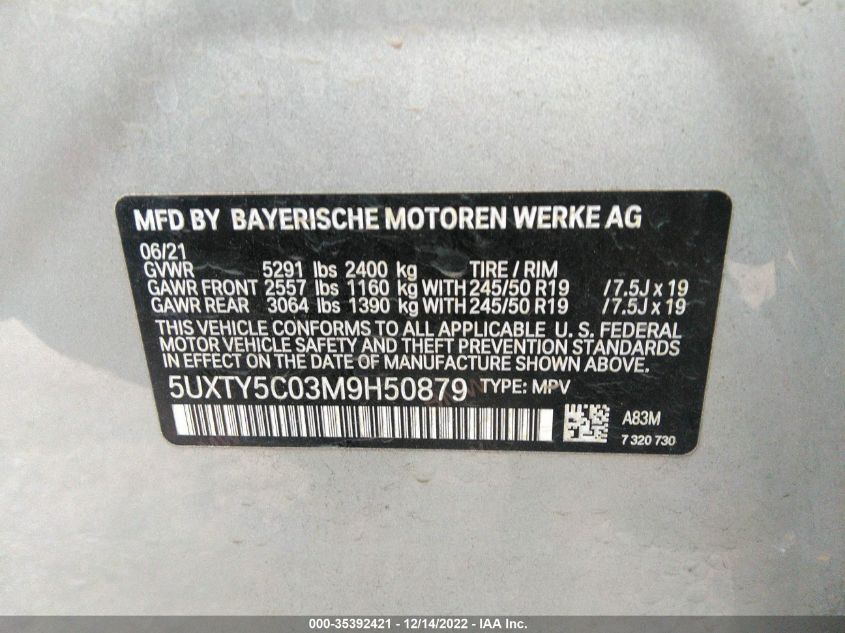 MFD BY BAYERISCHE MOTOREN WERKE AG
06/21
GVWR 5291 lbs 2400 kg TIRE / RIM
GAWR FRONT 2557 lbs 1160 kg WITH 245/50 R19 /7.5J x 19
GAWR REAR 3064 lbs 1390 kg WITH 245/50 R19 /7.5J x 19
THIS VEHICLE CONFORMS TO ALL APPLICABLE U. S. FEDERAL
MOTOR VEHICLE SAFETY AND THEFT PREVENTION STANDARDS
IN EFFECT ON THE DATE OF MANUFACTURE SHOWN ABOVE.
5UXTY5C03M9H50879 TYPE: MPV
A83M
7 320 730
000-35392421 - 12/14/2022 - IAA Inc.